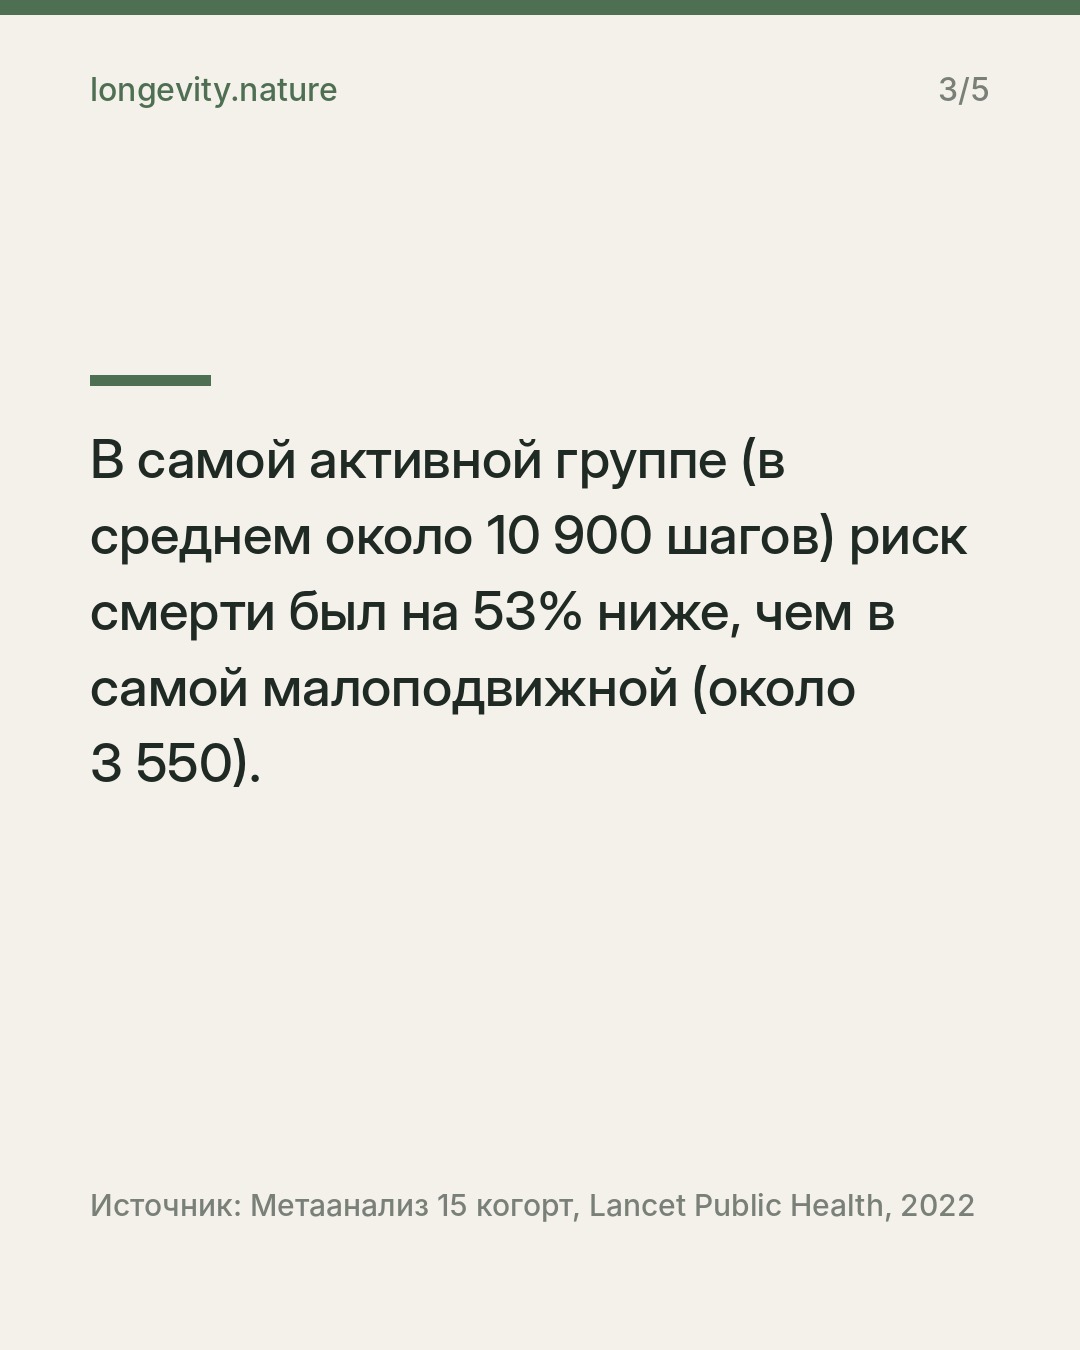 longevity.nature
3/5
В самой активной группе (в
среднем около 10 900 шагов) риск
смерти был на 53% ниже, чем в
самой малоподвижной (около
3 550).
Источник: Метаанализ 15 когорт, Lancet Public Health, 2022